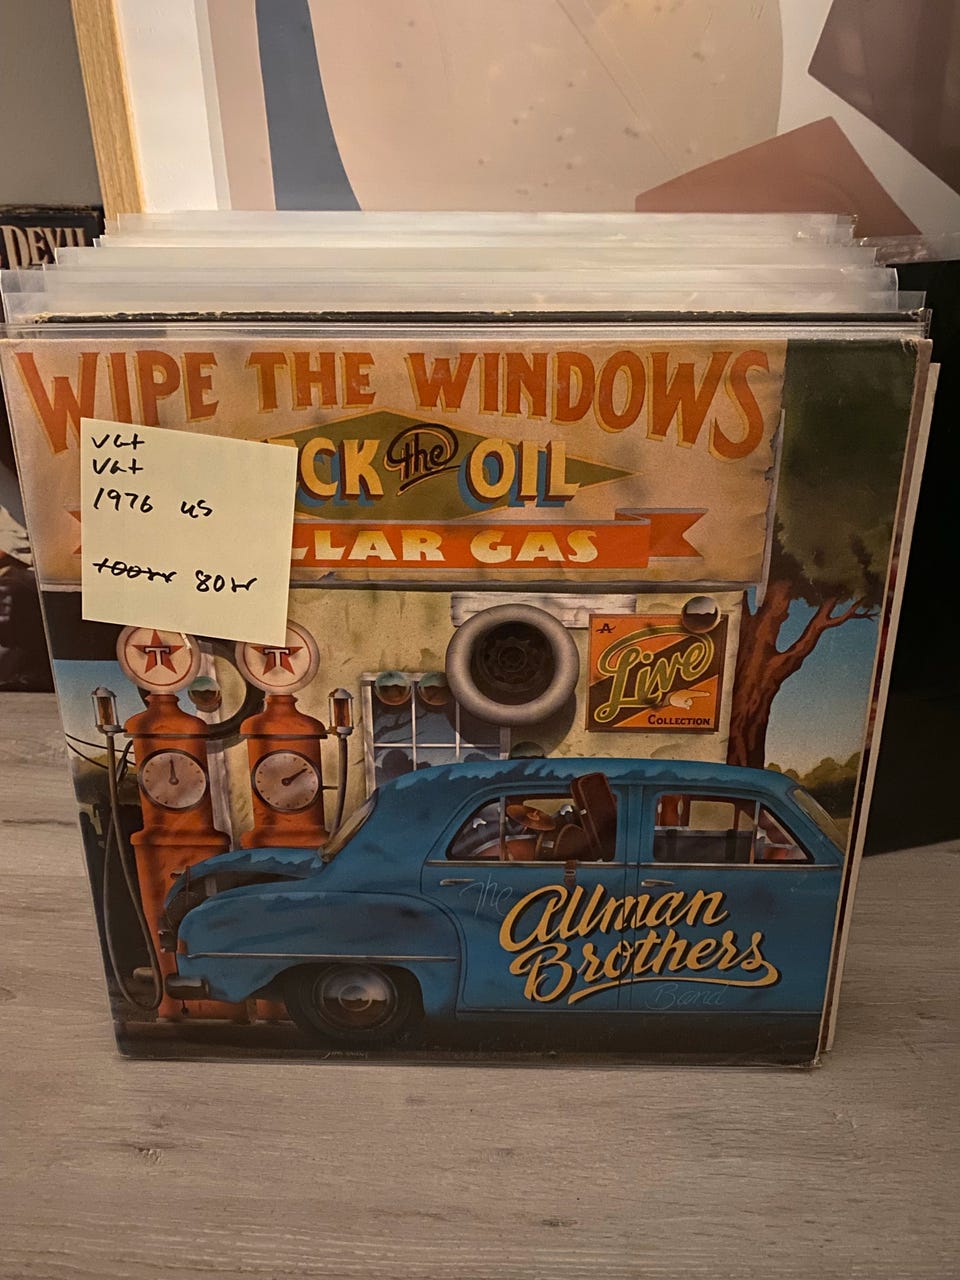 DEVIL
WIPE THE WINDOWS
CK the OIL
LLAR GAS
VG+
VG+
1976 US
100kr 80kr
T T
A
Live
COLLECTION
The
Allman
Brothers
Band